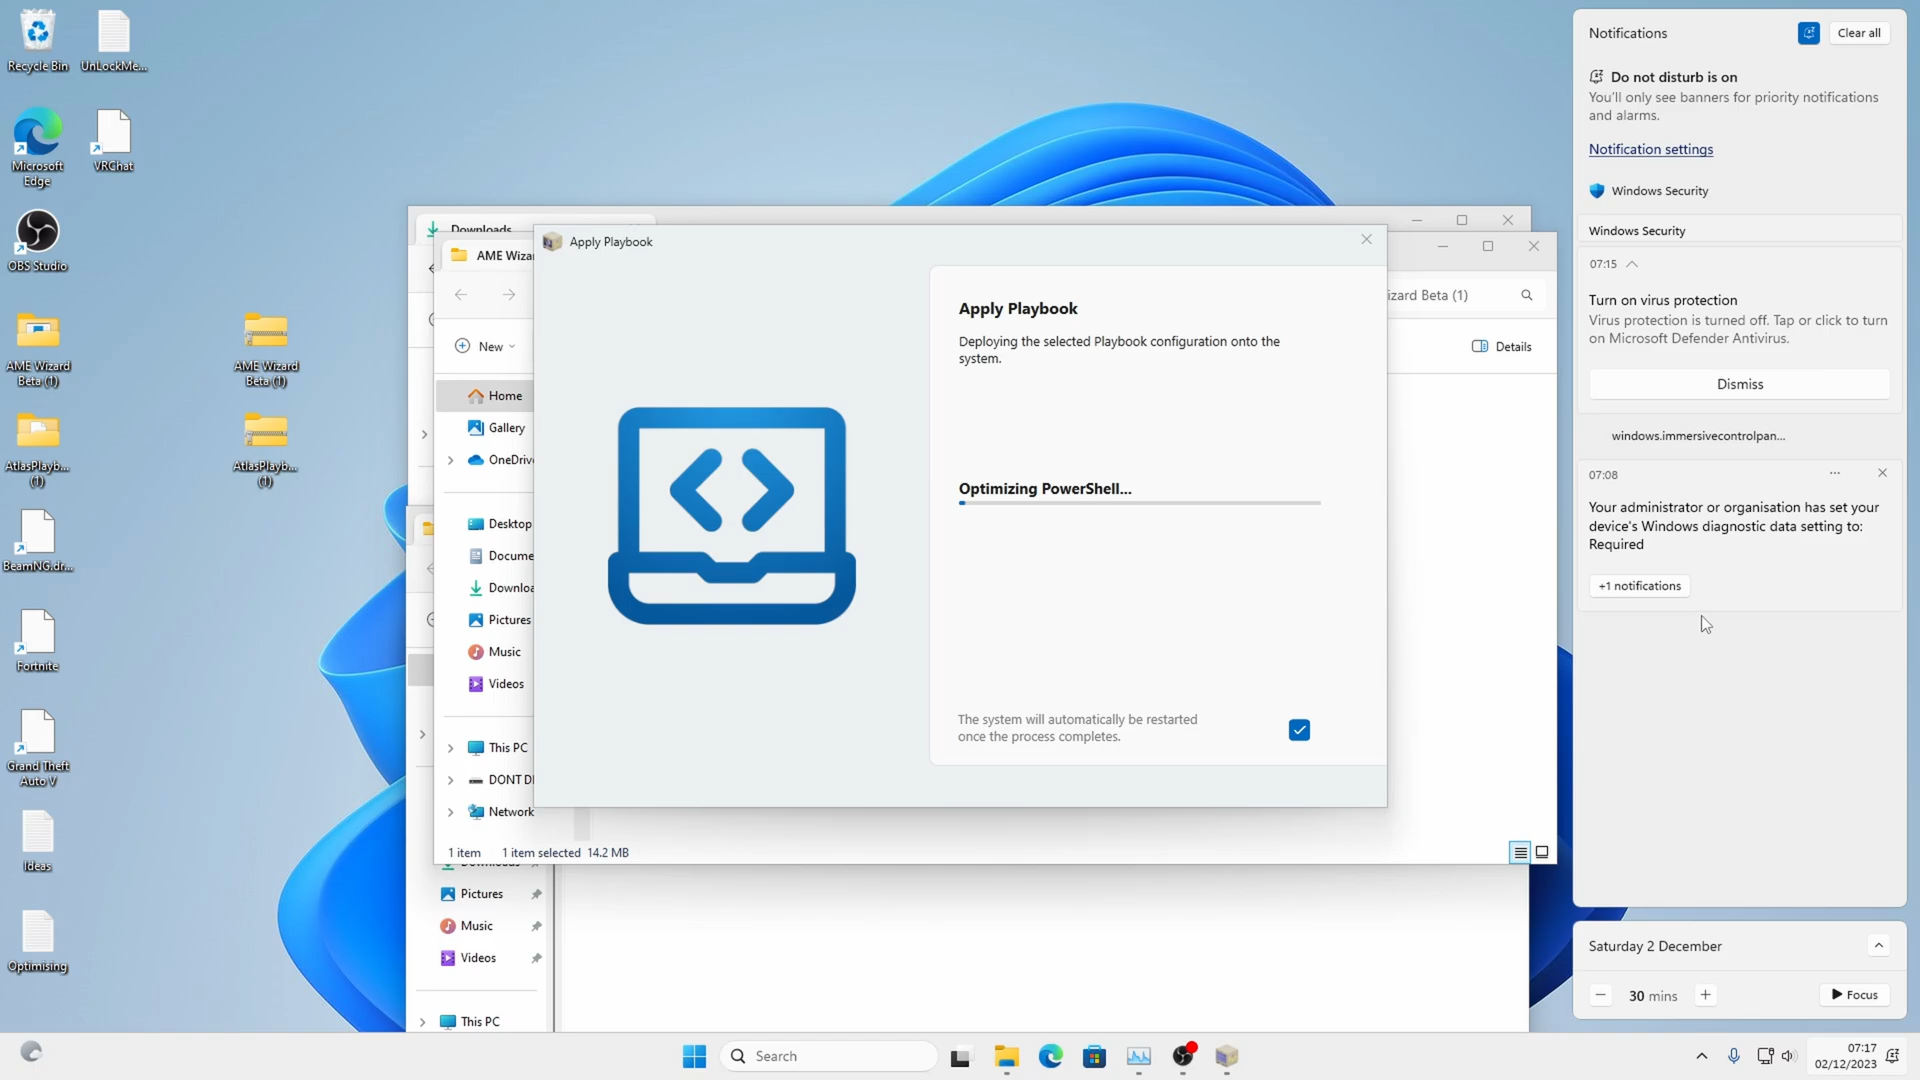 Recycle Bin
UnLockMe...
Microsoft
Edge
VRChat
OBS Studio
AME Wizard
Beta (1)
AME Wizard
Beta (1)
AtlasPlayb...
(1)
AtlasPlayb...
(1)
BeamNG.dr...
Fortnite
Grand Theft
Auto V
Ideas
Optimising
Downloads
AME Wizar
izard Beta (1)
New
Details
Home
Gallery
OneDriv
Desktop
Docume
Downloa
Pictures
Music
Videos
This PC
DONT DI
Network
1 item
1 item selected 14.2 MB
Downloads
Pictures
Music
Videos
This PC
Apply Playbook
Apply Playbook
Deploying the selected Playbook configuration onto the
system.
Optimizing PowerShell...
The system will automatically be restarted
once the process completes.
Notifications
Clear all
Do not disturb is on
You'll only see banners for priority notifications
and alarms.
Notification settings
Windows Security
Windows Security
07:15
Turn on virus protection
Virus protection is turned off. Tap or click to turn
on Microsoft Defender Antivirus.
Dismiss
windows.immersivecontrolpan...
07:08
Your administrator or organisation has set your
device's Windows diagnostic data setting to:
Required
+1 notifications
Saturday 2 December
30 mins
Focus
Search
07:17
02/12/2023